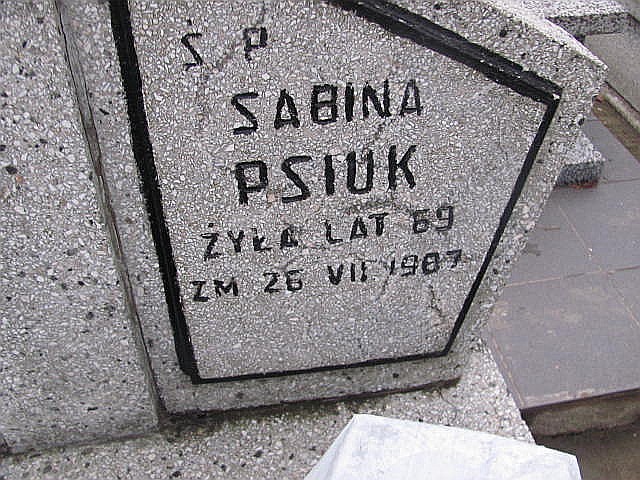 Ś P
SABINA
PSIUK
ŻYŁA LAT 69
ZM 26 VII 1987